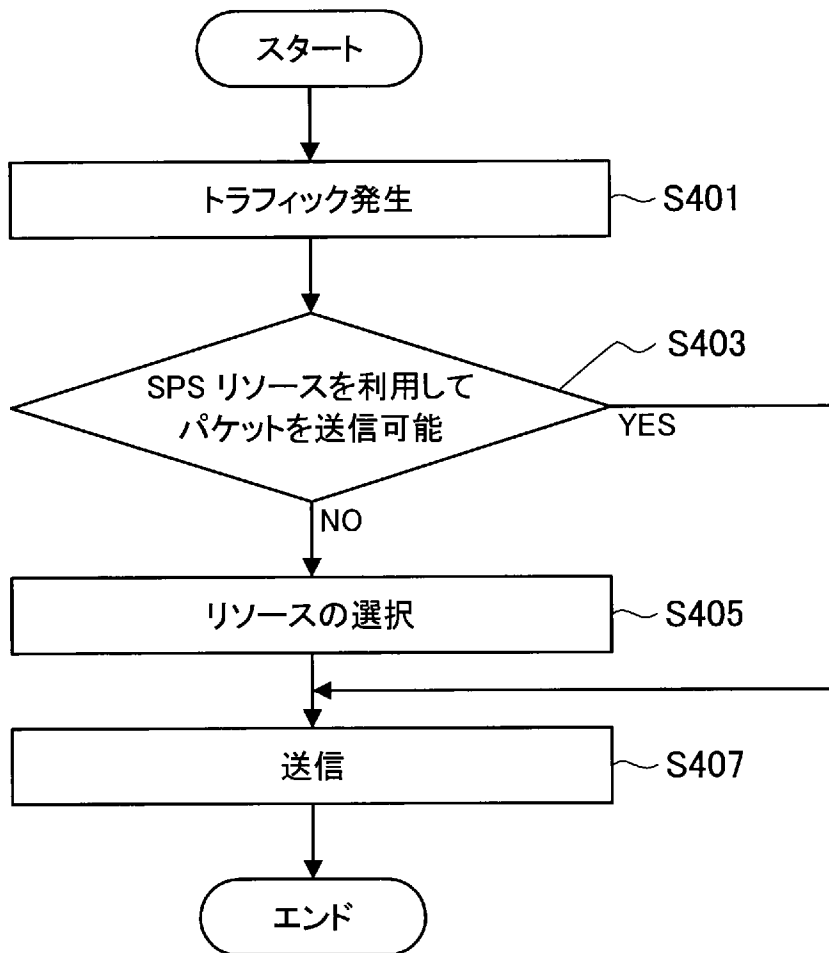 スタート
トラフィック発生
S401
S403
SPS リソースを利用して
パケットを送信可能
YES
NO
リソースの選択
S405
送信
S407
エンド